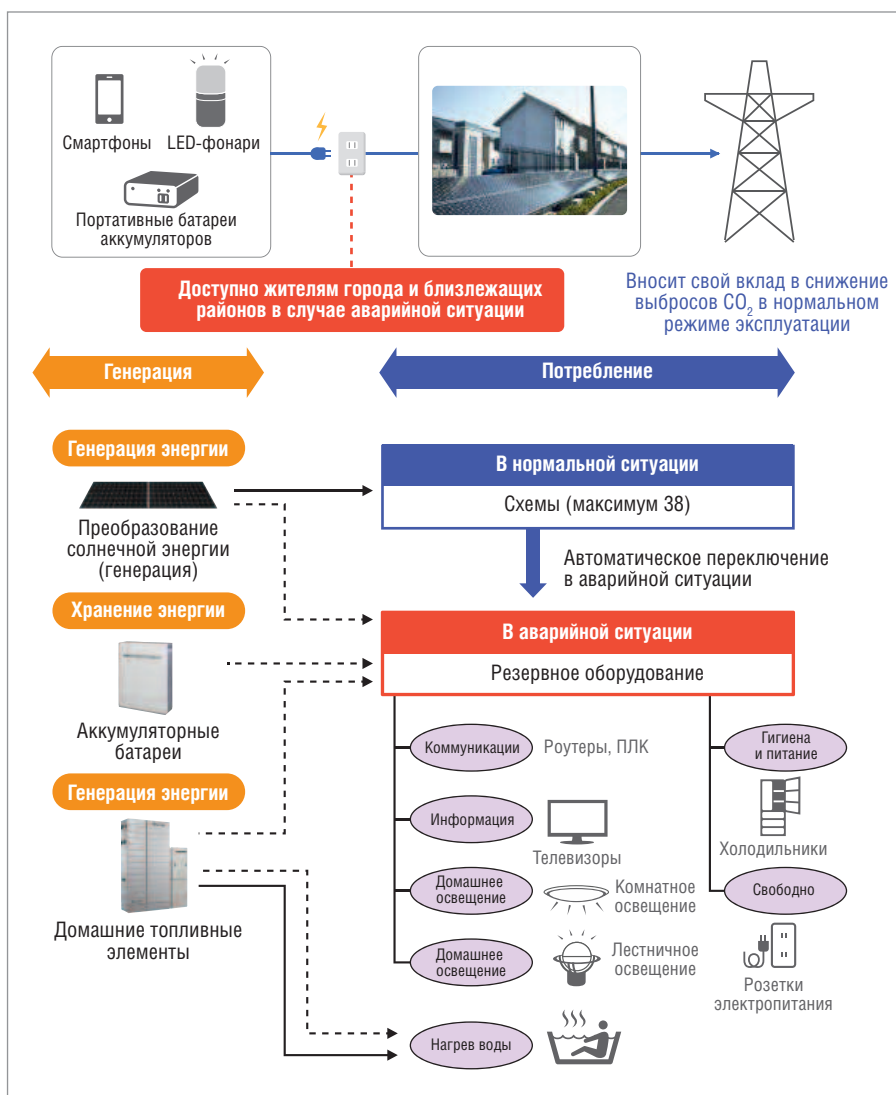 Смартфоны
LED-фонари
Портативные батареи
аккумуляторов
Доступно жителям города и близлежащих
районов в случае аварийной ситуации
Вносит свой вклад в снижение
выбросов CO₂ в нормальном
режиме эксплуатации
Генерация
Потребление
Генерация энергии
Преобразование
солнечной энергии
(генерация)
В нормальной ситуации
Схемы (максимум 38)
Автоматическое переключение
в аварийной ситуации
Хранение энергии
Аккумуляторные
батареи
В аварийной ситуации
Резервное оборудование
Генерация энергии
Домашние топливные
элементы
Коммуникации
Роутеры, ПЛК
Информация
Телевизоры
Домашнее
освещение
Комнатное
освещение
Домашнее
освещение
Лестничное
освещение
Нагрев воды
Гигиена
и питание
Холодильники
Свободно
Розетки
электропитания